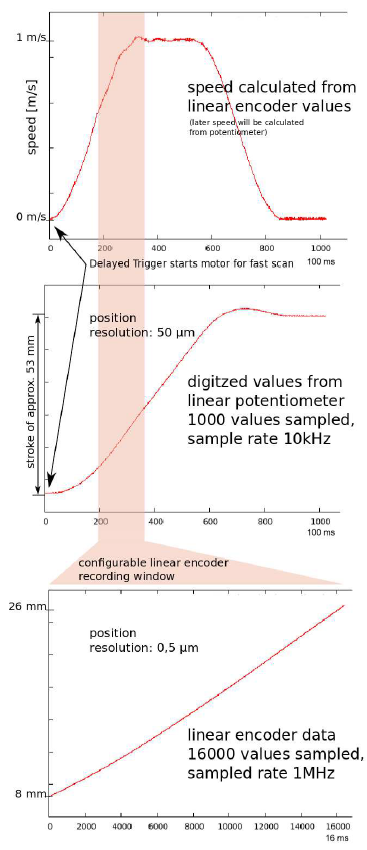 1 m/s
speed [m/s]
speed calculated from
linear encoder values
(later speed will be calculated
from potentiometer)
0 m/s
0 200 400 600 800 1000
100 ms
Delayed Trigger starts motor for fast scan
position
resolution: 50 µm
stroke of approx. 53 mm
digitzed values from
linear potentiometer
1000 values sampled,
sample rate 10kHz
0 200 400 600 800 1000
100 ms
configurable linear encoder
recording window
26 mm
position
resolution: 0,5 µm
linear encoder data
16000 values sampled,
sampled rate 1MHz
8 mm
0 2000 4000 6000 8000 10000 12000 14000 16000
16 ms